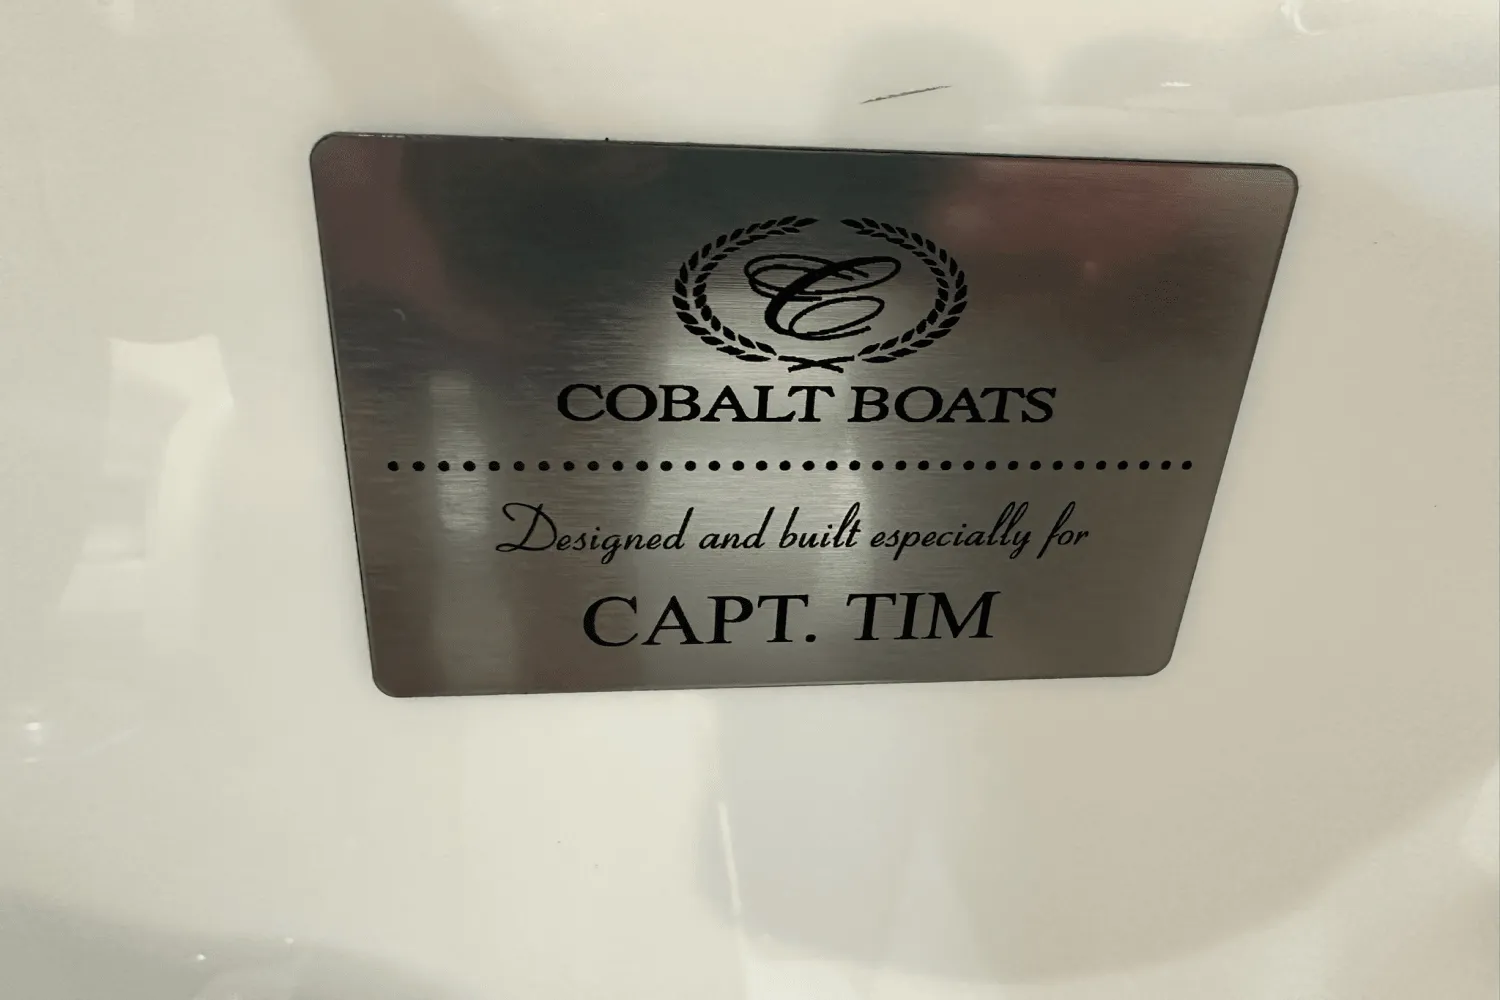 C
COBALT BOATS
Designed and built especially for
CAPT. TIM